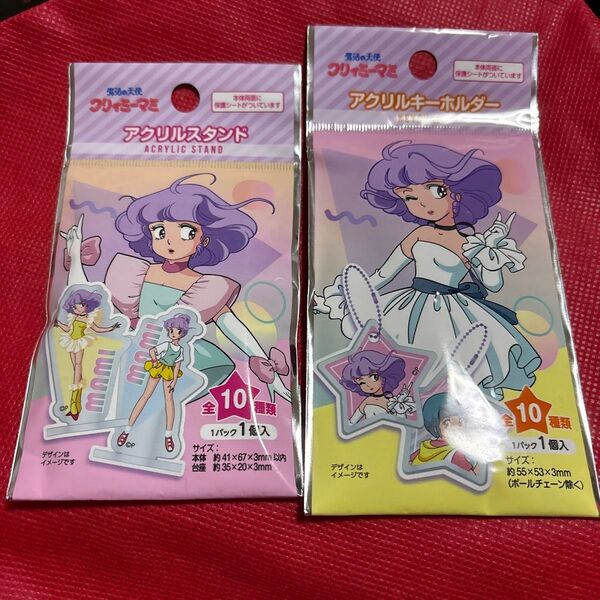 魔法の天使
クリィミーマミ
本体両面に
保護シートがついています
アクリルスタンド
ACRYLIC STAND
mami
mami
©P
©P
全10種類
1パック1個入
デザインは
イメージです
サイズ:
本体 約41×67×3mm以内
台座 約35×20×3mm
魔法の天使
クリィミーマミ
本体両面に
保護シートがついています
アクリルキーホルダー
全10種類
1パック1個入
デザインは
イメージです
サイズ:
約55×53×3mm
(ボールチェーン除く)